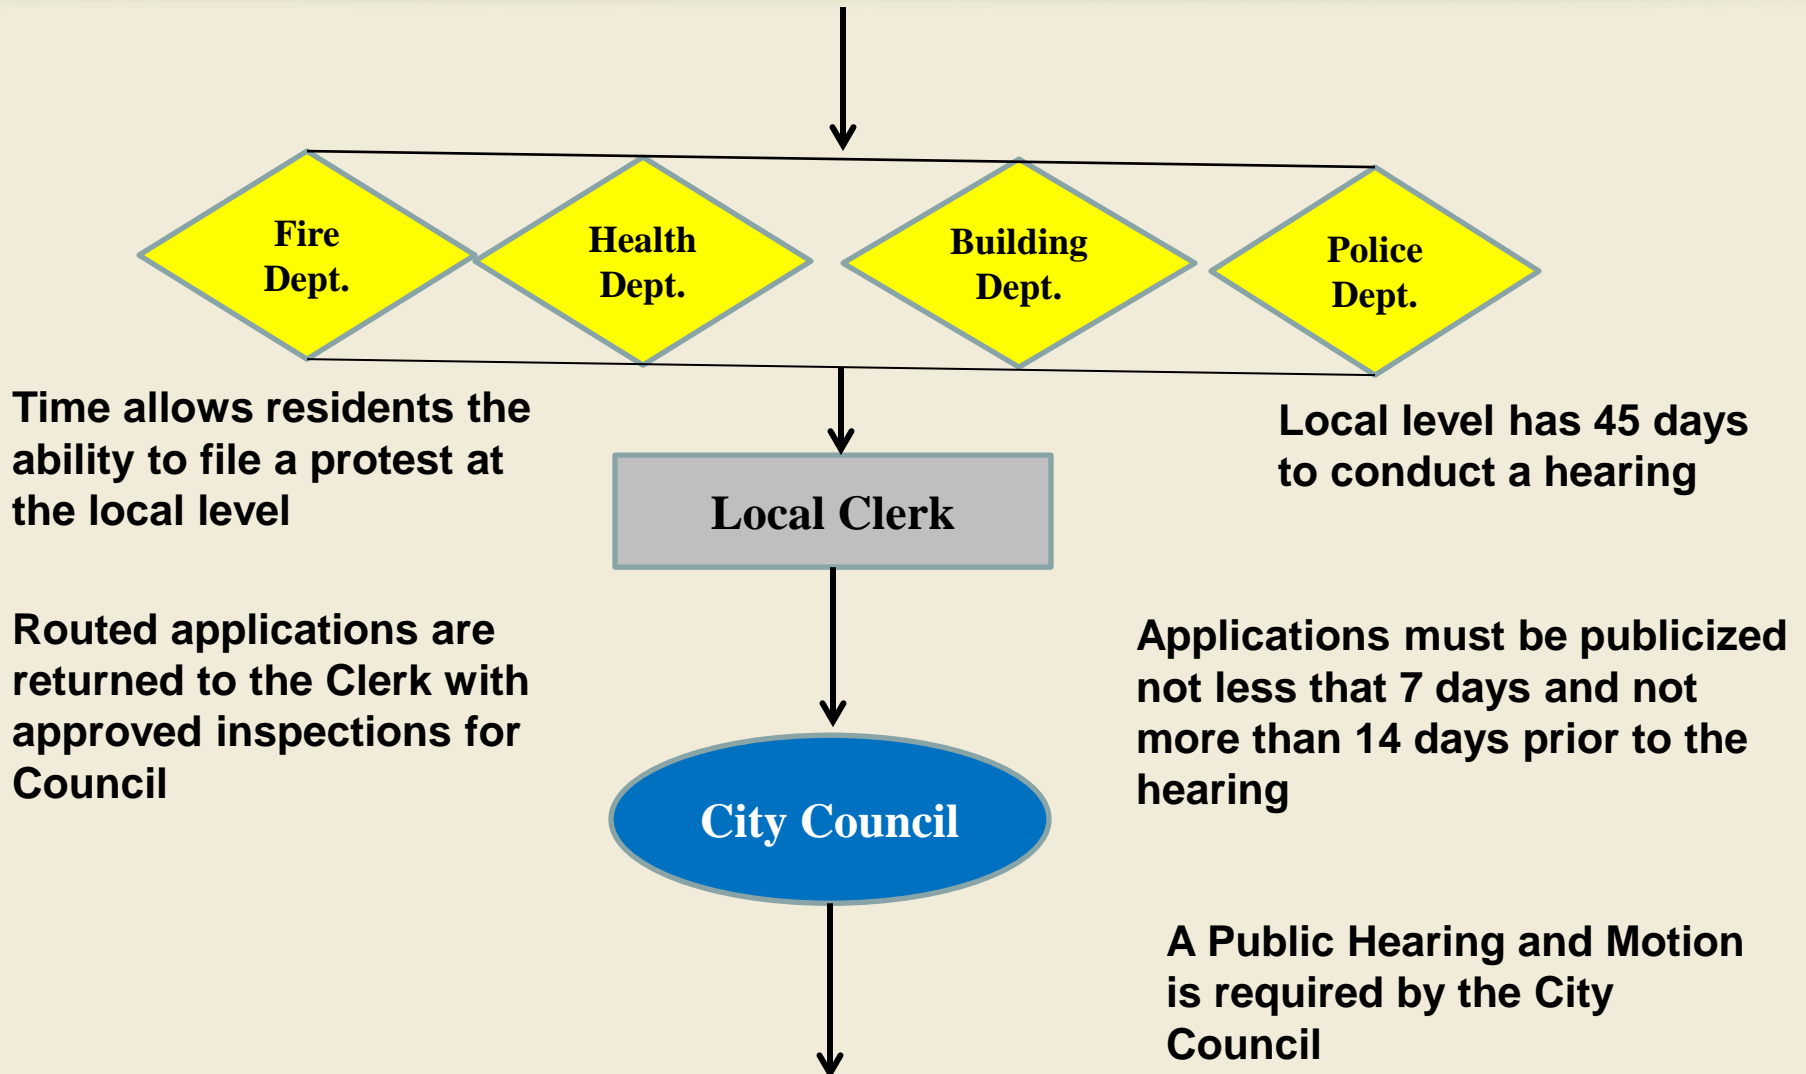 Fire
Dept.
Health
Dept.
Building
Dept.
Police
Dept.
Time allows residents the
ability to file a protest at
the local level
Local level has 45 days
to conduct a hearing
Local Clerk
Routed applications are
returned to the Clerk with
approved inspections for
Council
Applications must be publicized
not less that 7 days and not
more than 14 days prior to the
hearing
City Council
A Public Hearing and Motion
is required by the City
Council